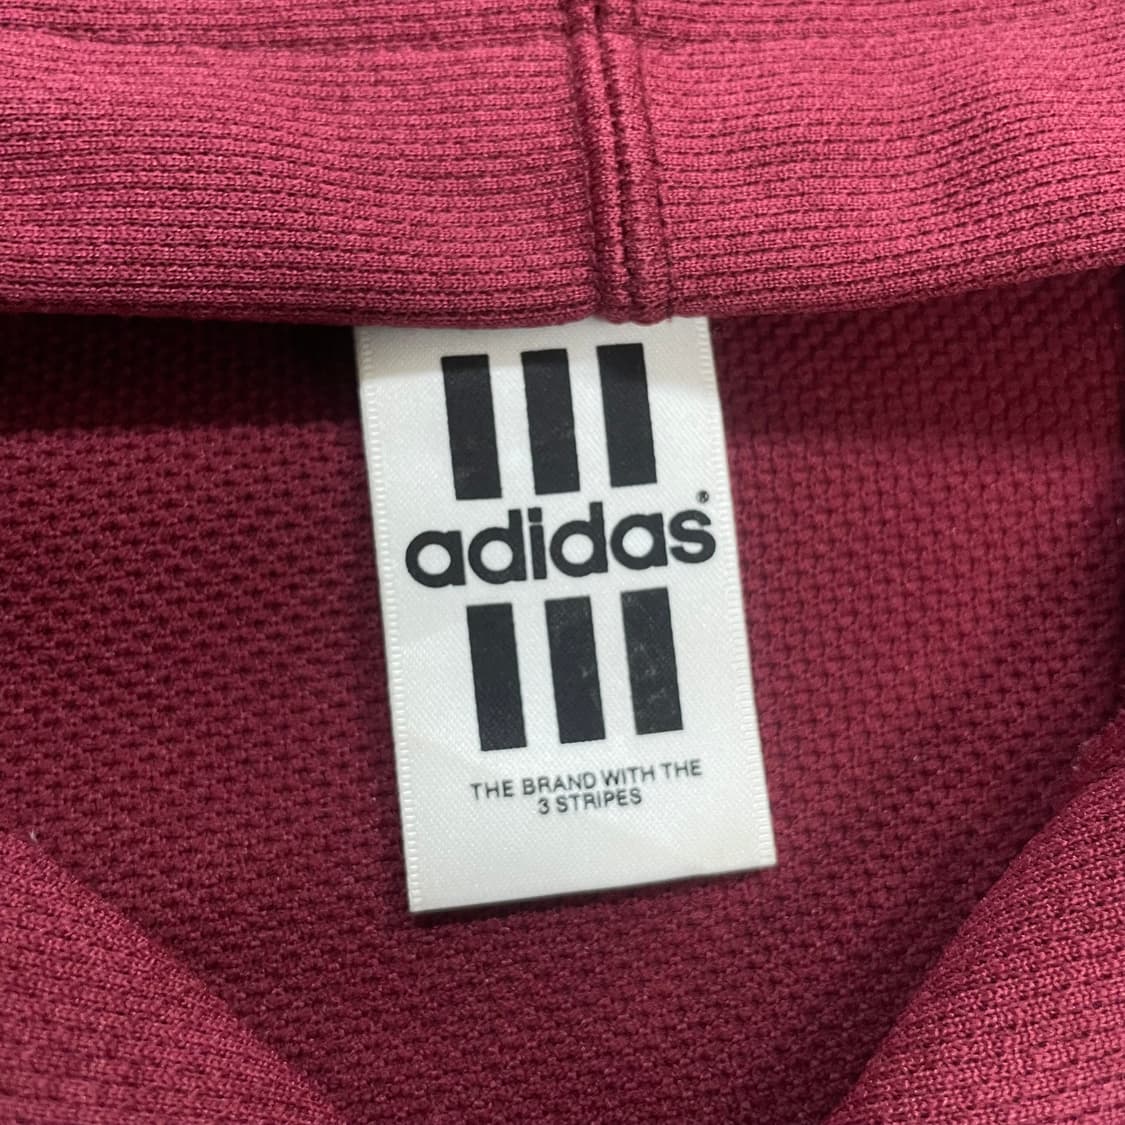 adidas®
THE BRAND WITH THE
3 STRIPES